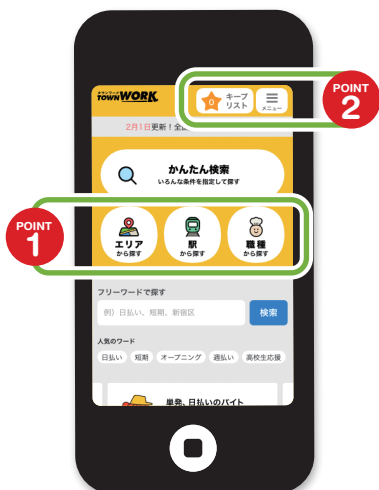 タウンワーク
TOWNWORK
0
キープ
リスト
メニュー
POINT
2
2月1日更新！全
かんたん検索
いろんな条件を指定して探す
POINT
1
エリア
から探す
駅
から探す
職種
から探す
フリーワードで探す
例）日払い、短期、新宿区
検索
人気のワード
日払い
短期
オープニング
週払い
高校生応援
単発、日払いのバイト